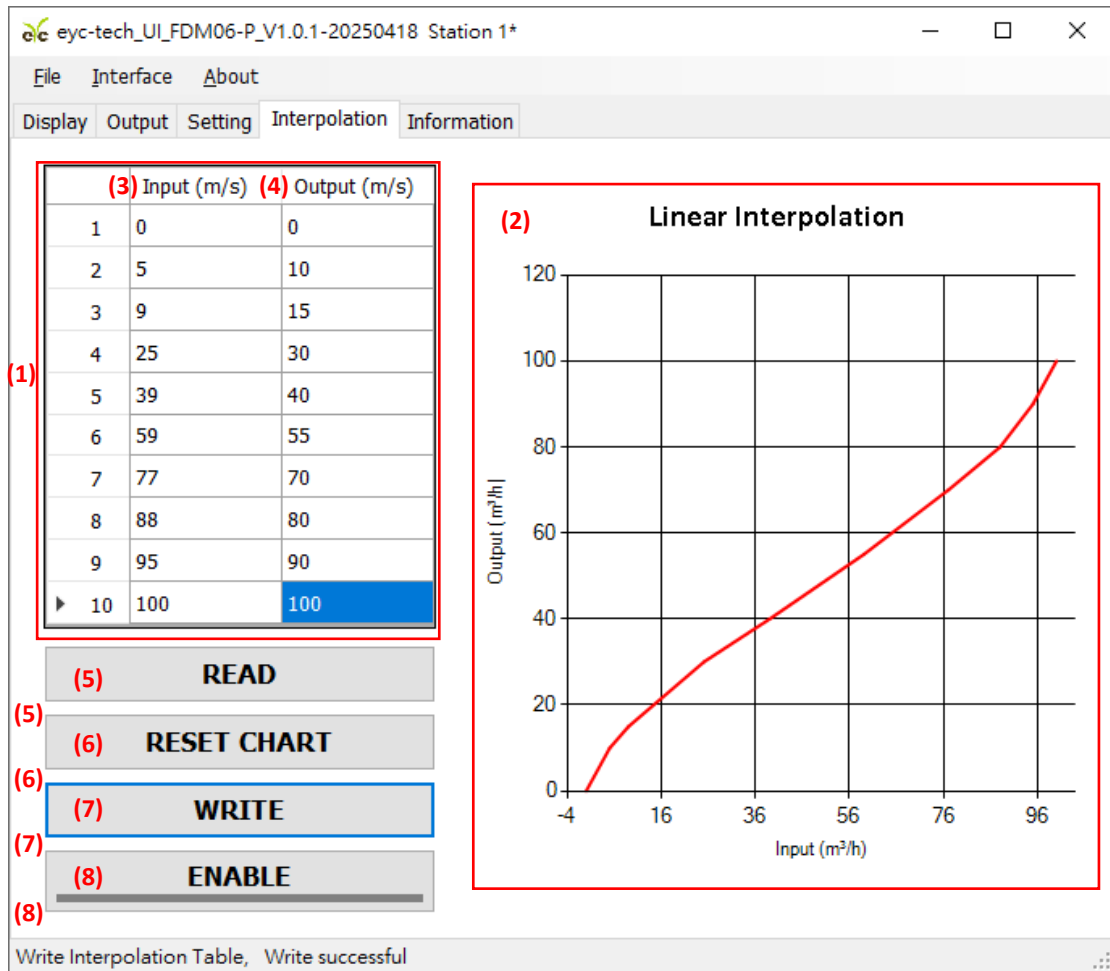 eyc eyc-tech_UI_FDM06-P_V1.0.1-20250418 Station 1*
File Interface About
Display Output Setting Interpolation Information
(1)
(3) Input (m/s) (4) Output (m/s)
1 0 0
2 5 10
3 9 15
4 25 30
5 39 40
6 59 55
7 77 70
8 88 80
9 95 90
10 100 100
(5) READ
(5)
(6) RESET CHART
(6)
(7) WRITE
(7)
(8) ENABLE
(8)
(2) Linear Interpolation
120
100
80
60
40
20
0
Output (m³/h)
-4 16 36 56 76 96
Input (m³/h)
Write Interpolation Table, Write successful